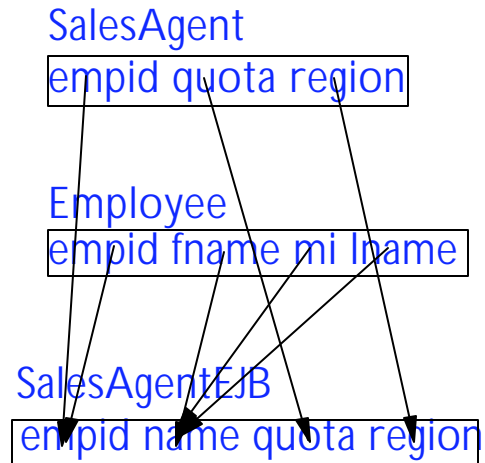 SalesAgent
empid quota region
Employee
empid fname mi lname
SalesAgentEJB
empid name quota region